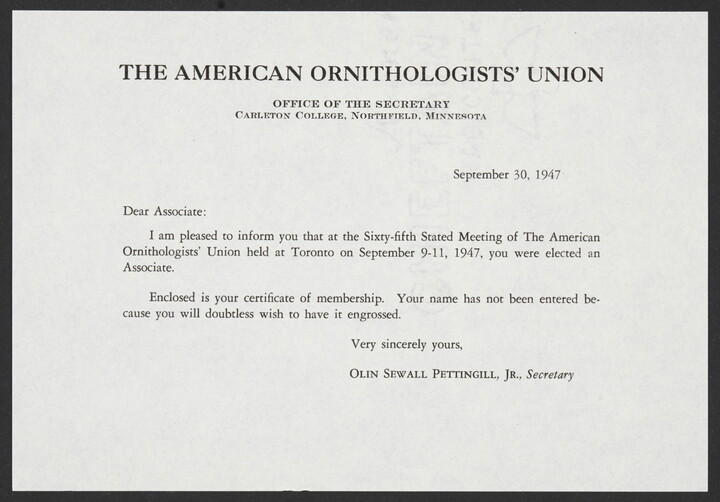 THE AMERICAN ORNITHOLOGISTS' UNION
OFFICE OF THE SECRETARY
CARLETON COLLEGE, NORTHFIELD, MINNESOTA
September 30, 1947
Dear Associate:
I am pleased to inform you that at the Sixty-fifth Stated Meeting of The American
Ornithologists' Union held at Toronto on September 9-11, 1947, you were elected an
Associate.
Enclosed is your certificate of membership. Your name has not been entered be-
cause you will doubtless wish to have it engrossed.
Very sincerely yours,
OLIN SEWALL PETTINGILL, JR., Secretary